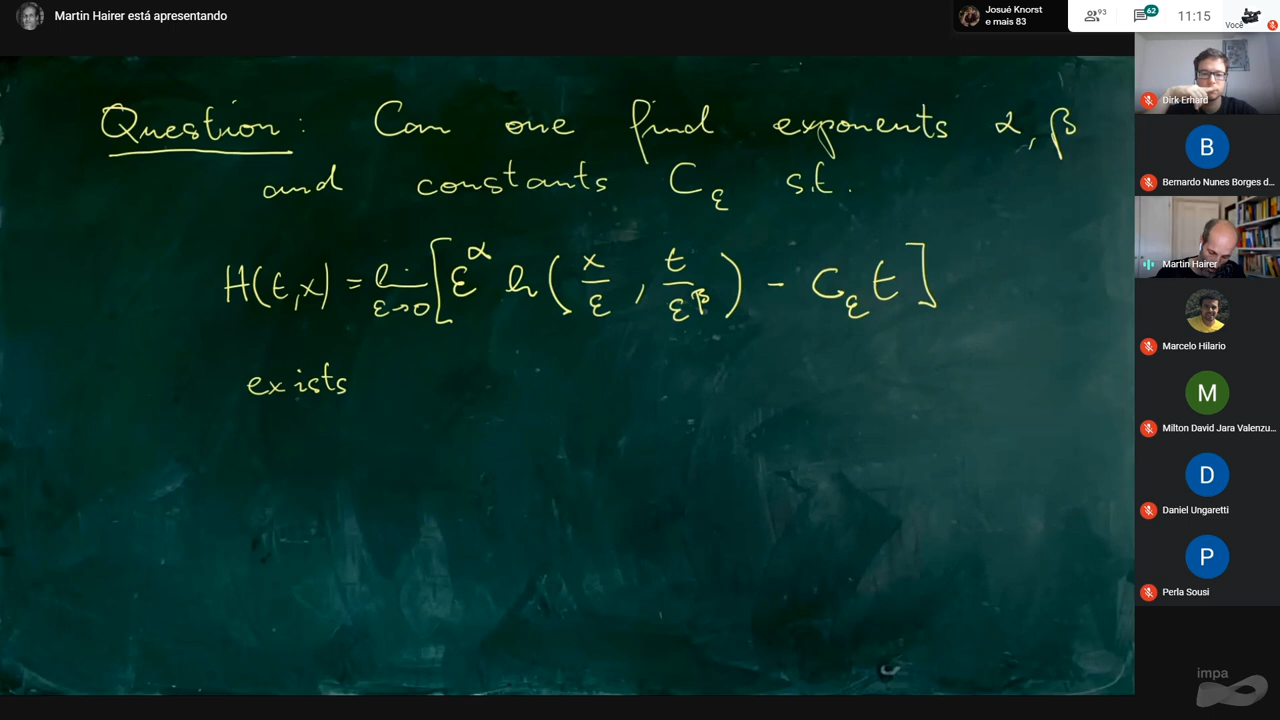 Martin Hairer está apresentando
Josué Knorst
e mais 83
93
62
11:15
Você
Question: Can one find exponents α, β
and constants C_ε s.t.
H(t,x) = lim_{ε→0} [ε^α h(x/ε, t/ε^β) - C_ε t]
exists
Dirk Erhard
B
Bernardo Nunes Borges d...
Martin Hairer
Marcelo Hilario
M
Milton David Jara Valenzu...
D
Daniel Ungaretti
P
Perla Sousi
impa